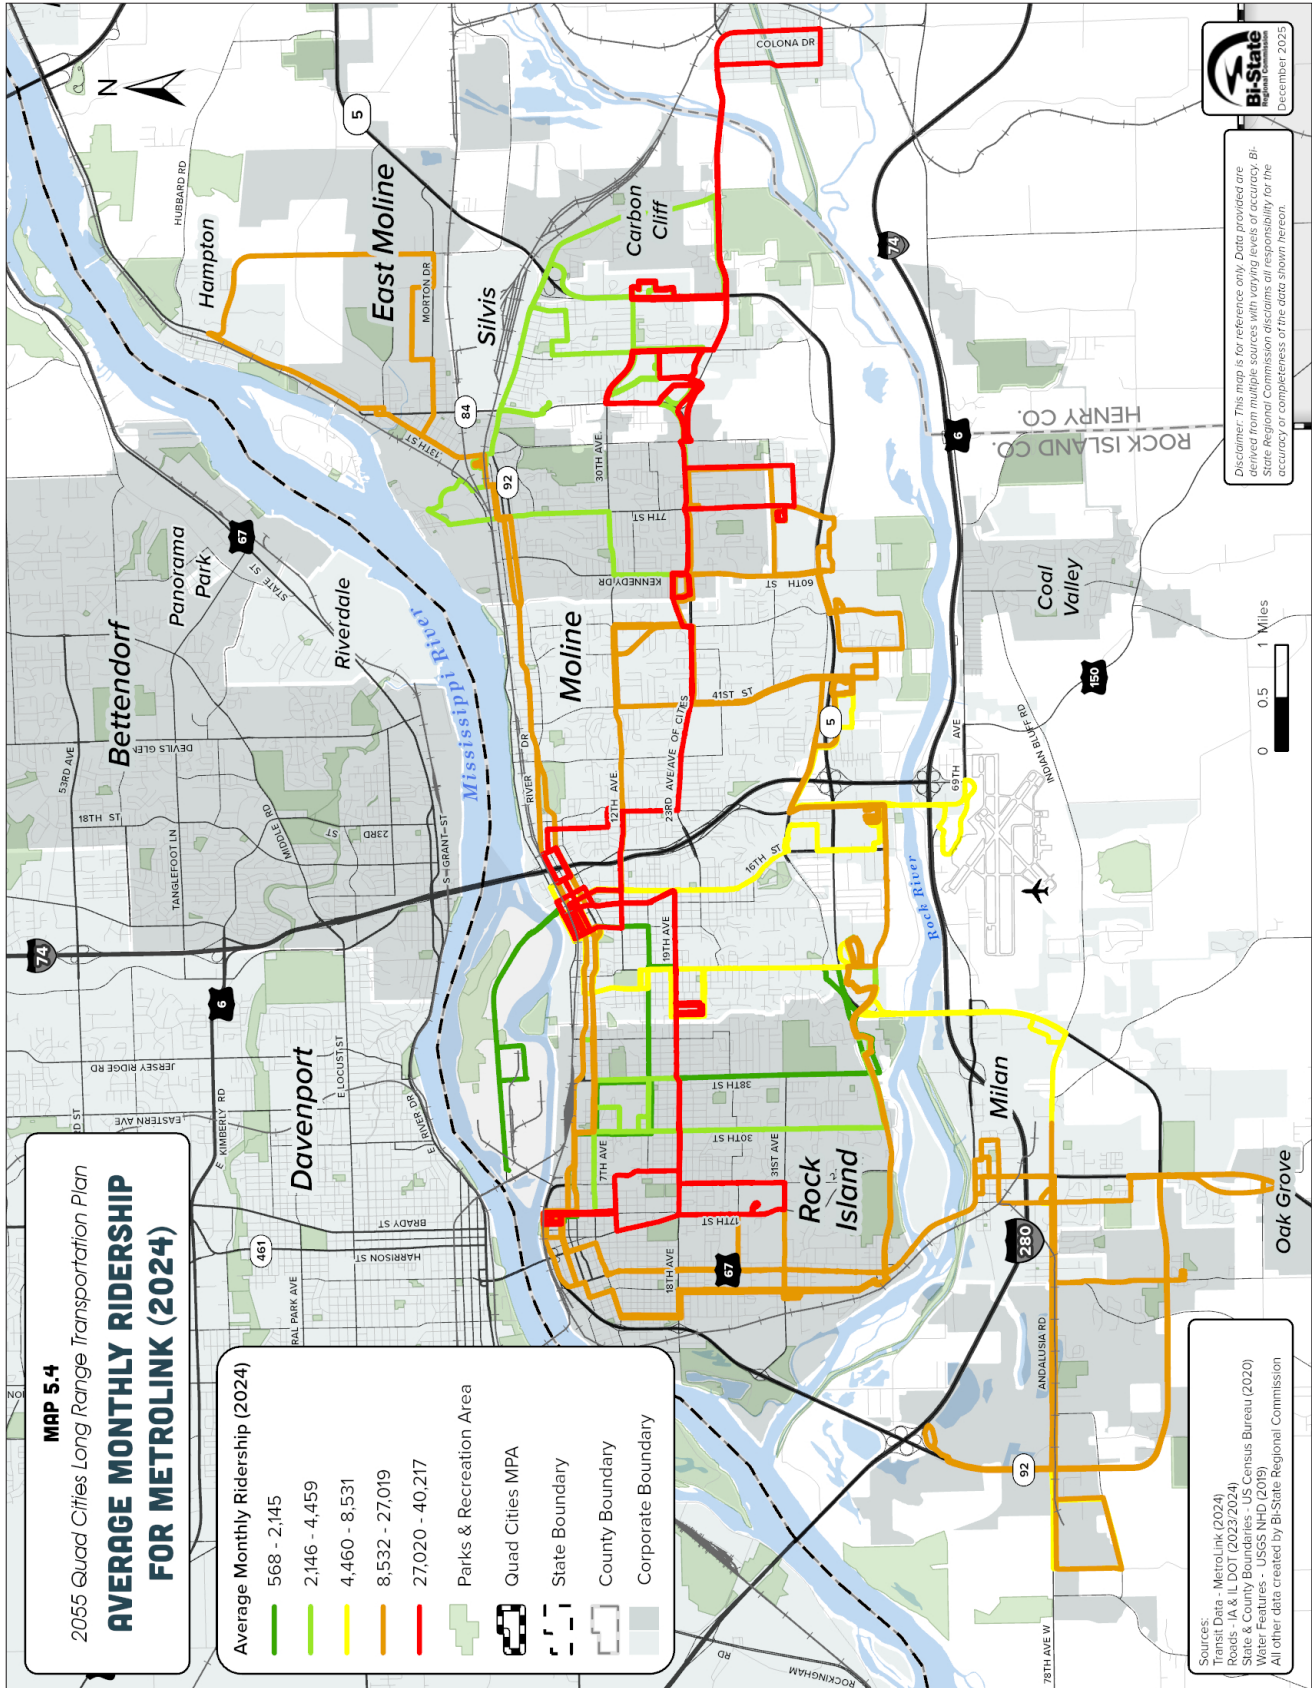 MAP 5.4
2055 Quad Cities Long Range Transportation Plan
AVERAGE MONTHLY RIDERSHIP
FOR METROLINK (2024)
Average Monthly Ridership (2024)
568 - 2,145
2,146 - 4,459
4,460 - 8,531
8,532 - 27,019
27,020 - 40,217
Parks & Recreation Area
Quad Cities MPA
State Boundary
County Boundary
Corporate Boundary
Sources:
Transit Data - MetroLink (2024)
Roads - IA & IL DOT (2023/2024)
State & County Boundaries - US Census Bureau (2020)
Water Features - USGS NHD (2019)
All other data created by Bi-State Regional Commission
Disclaimer: This map is for reference only. Data provided are
derived from multiple sources with varying levels of accuracy. Bi-
State Regional Commission disclaims all responsibility for the
accuracy or completeness of the data shown hereon.
Bi-State
Regional Commission
December 2025
N
0 0.5 1 Miles
Davenport
Bettendorf
Panorama
Park
Riverdale
Hampton
East Moline
Silvis
Carbon
Cliff
Moline
Rock
Island
Milan
Coal
Valley
Oak Grove
Mississippi River
Rock River
ROCK ISLAND CO.
HENRY CO.
53RD AVE
18TH ST
TANGLEFOOT LN
DEVILS GLEN
MIDDLE RD
23RD
ST
S GRANT ST
STATE ST
JERSEY RIDGE RD
EASTERN AVE
E KIMBERLY RD
E LOCUST ST
E RIVER DR
BRADY ST
HARRISON ST
RAL PARK AVE
RD ST
ROCKINGHAM
RD
HUBBARD RD
MORTON DR
13TH ST
30TH AVE
7TH ST
KENNEDY DR
60TH ST
COLONA DR
RIVER DR
12TH AVE
23RD AVE/AVE OF CITIES
41ST ST
16TH ST
19TH AVE
69TH AVE
INDIAN BLUFF RD
38TH ST
30TH ST
7TH AVE
31ST AVE
17TH ST
18TH AVE
ANDALUSIA RD
78TH AVE W
74
6
67
461
5
84
92
5
74
6
150
67
280
92